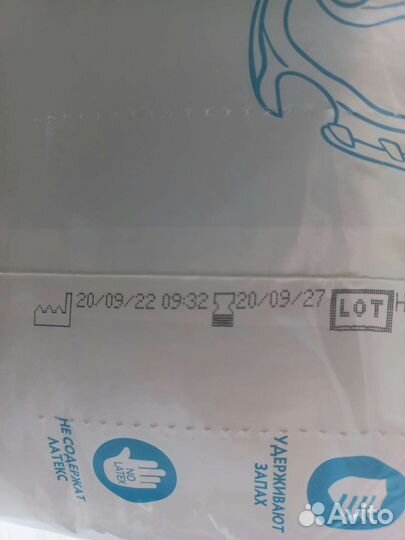 20/09/22 09:32 20/09/27 LOT H
НЕ СОДЕРЖАТ
ЛАТЕКС
NO
LATEX
УДЕРЖИВАЮТ
ЗАПАХ
Avito